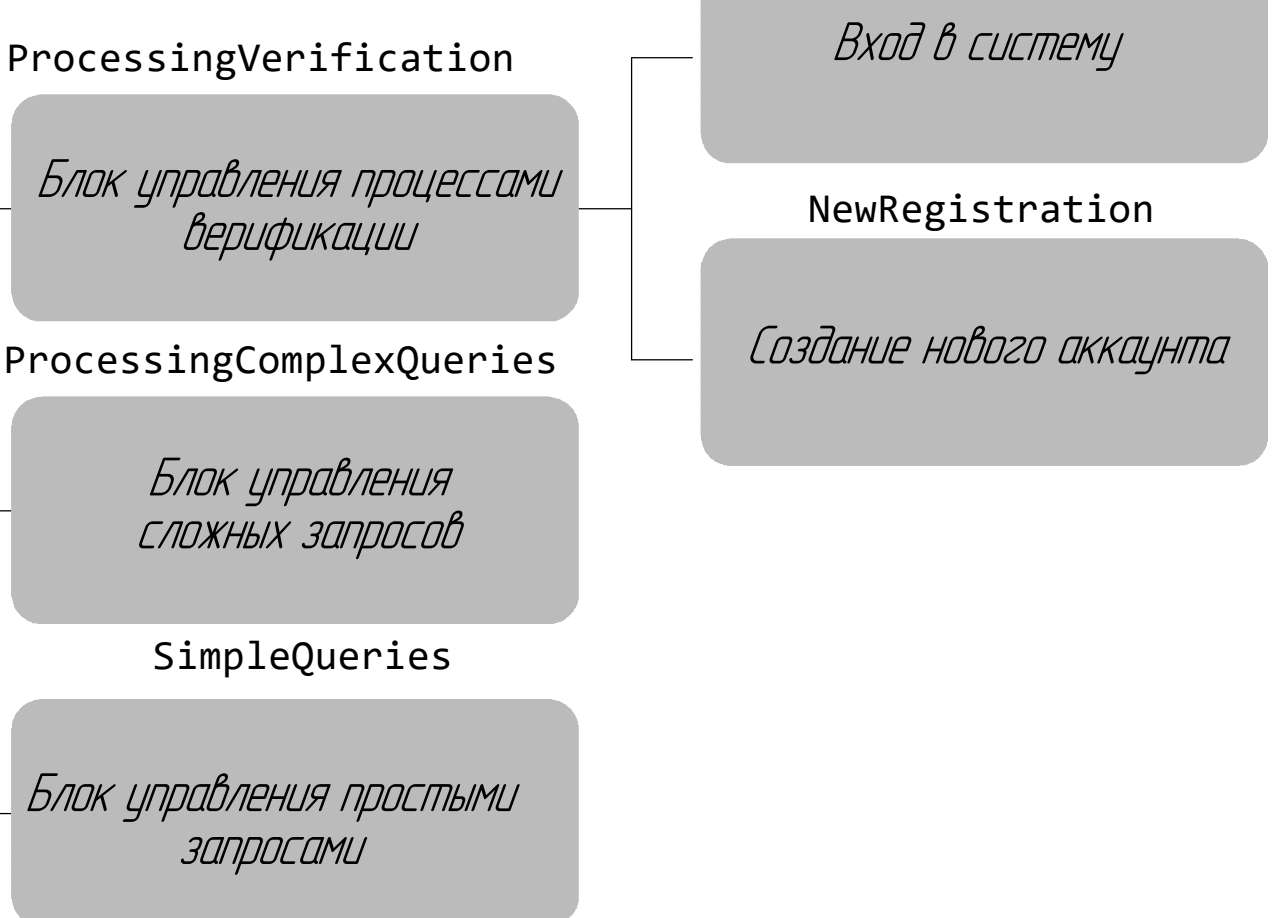 ProcessingVerification
Блок управления процессами
верификации
ProcessingComplexQueries
Блок управления
сложных запросов
SimpleQueries
Блок управления простыми
запросами
Вход в систему
NewRegistration
Создание нового аккаунта